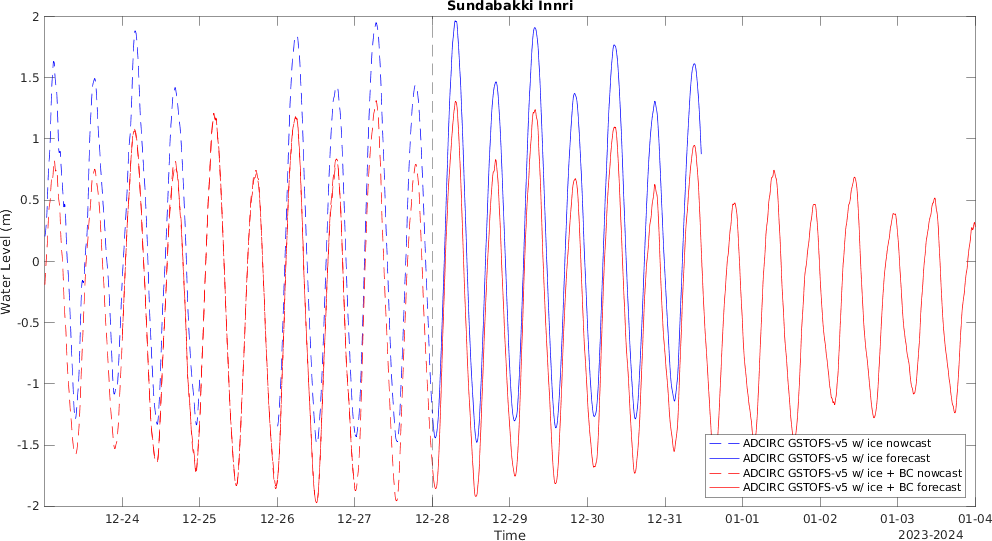 Sundabakki Innri
2
1.5
1
0.5
0
-0.5
-1
-1.5
-2
Water Level (m)
ADCIRC GSTOFS-v5 w/ ice nowcast
ADCIRC GSTOFS-v5 w/ ice forecast
ADCIRC GSTOFS-v5 w/ ice + BC nowcast
ADCIRC GSTOFS-v5 w/ ice + BC forecast
12-24 12-25 12-26 12-27 12-28 12-29 12-30 12-31 01-01 01-02 01-03 01-04
Time
2023-2024